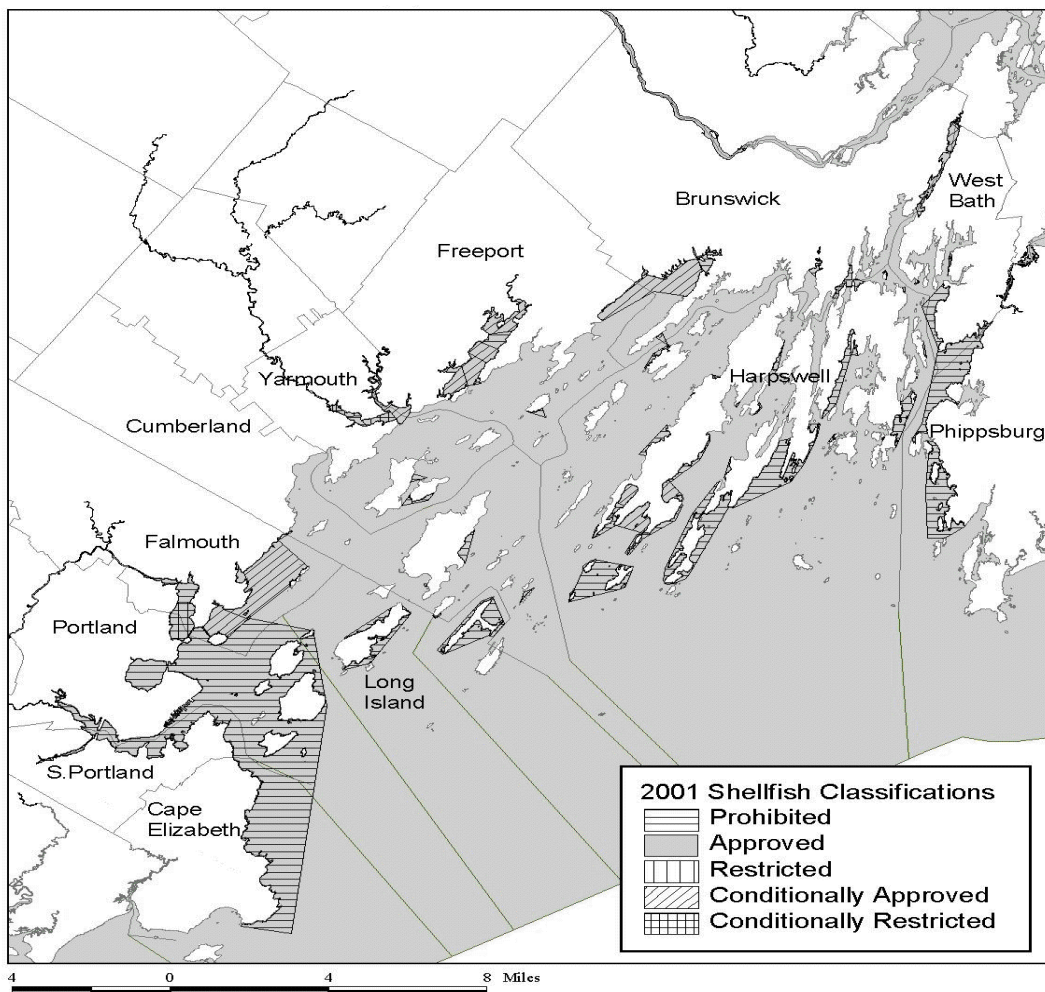 Brunswick
West
Bath
Freeport
Yarmouth
Harpswell
Cumberland
Phippsburg
Falmouth
Portland
Long
Island
S.Portland
Cape
Elizabeth
2001 Shellfish Classifications
Prohibited
Approved
Restricted
Conditionally Approved
Conditionally Restricted
4 0 4 8 Miles